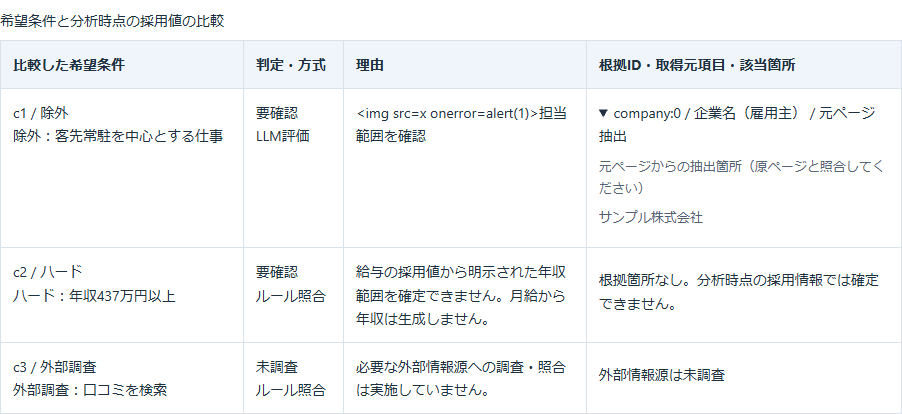 希望条件と分析時点の採用値の比較
比較した希望条件
判定・方式
理由
根拠ID・取得元項目・該当箇所
c1 / 除外
除外：客先常駐を中心とする仕事
要確認
LLM評価
<img src=x onerror=alert(1)>担当
範囲を確認
▼ company:0 / 企業名（雇用主） / 元ページ
抽出
元ページからの抽出箇所（原ページと照合してく
ださい）
サンプル株式会社
c2 / ハード
ハード：年収437万円以上
要確認
ルール照合
給与の採用値から明示された年収
範囲を確定できません。月給から
年収は生成しません。
根拠箇所なし。分析時点の採用情報では確定
できません。
c3 / 外部調査
外部調査：口コミを検索
未調査
ルール照合
必要な外部情報源への調査・照合
は実施していません。
外部情報源は未調査